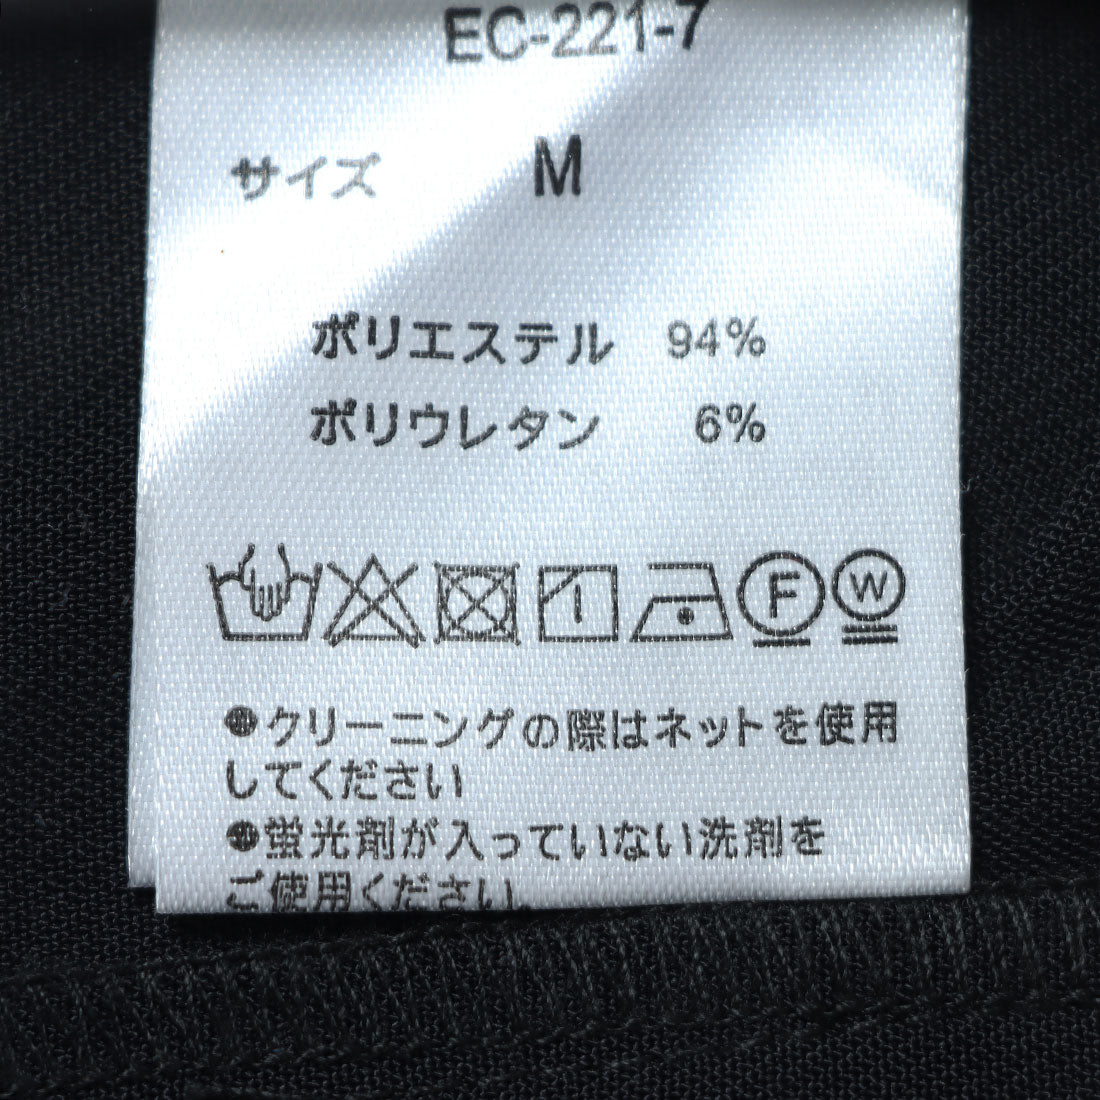 EC-221-7
サイズ M
ポリエステル 94%
ポリウレタン 6%
F W
●クリーニングの際はネットを使用
してください
●蛍光剤が入っていない洗剤を
ご使用ください。